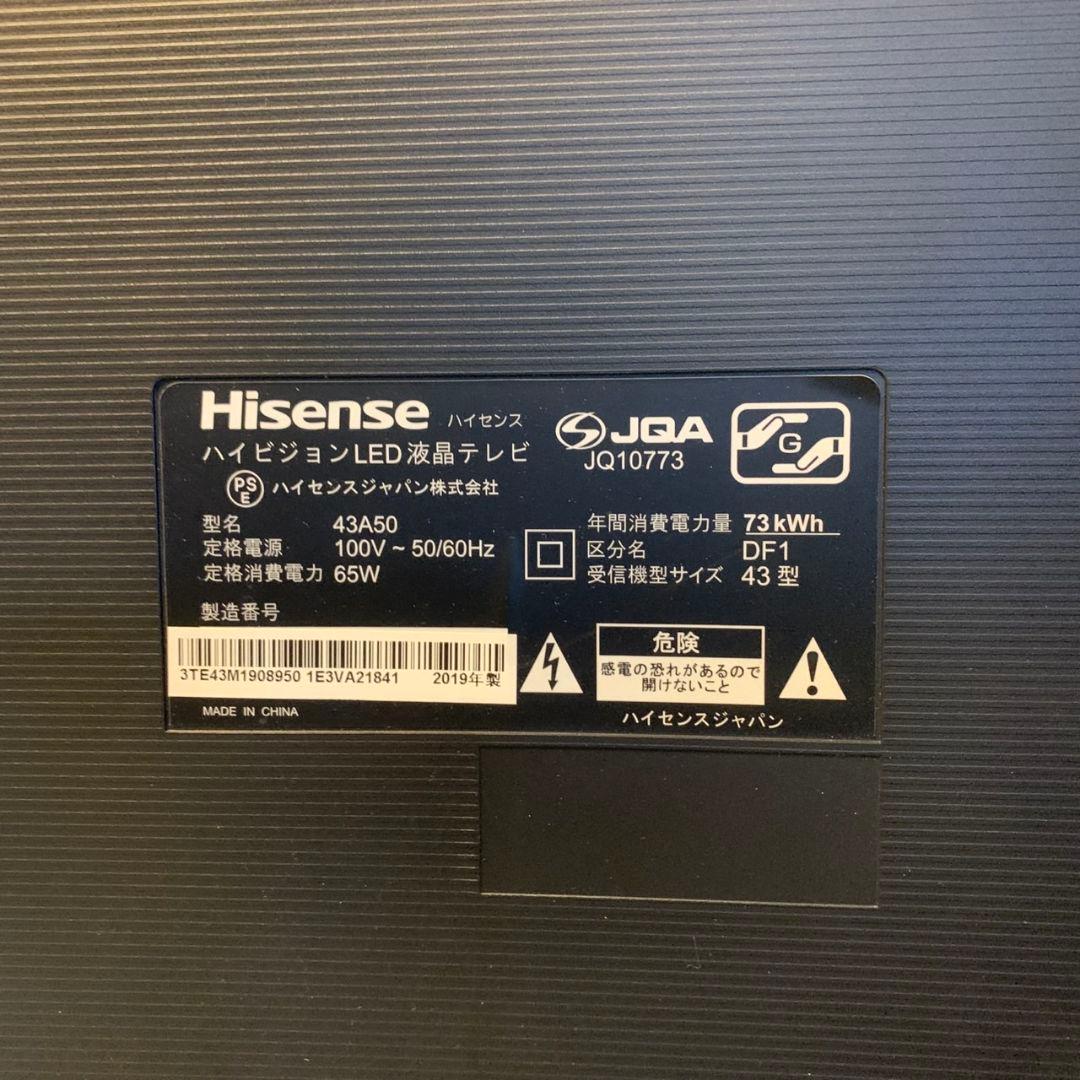 Hisense ハイセンス
ハイビジョンLED 液晶テレビ
PSE ハイセンスジャパン株式会社
JQA
JQ10773
G
型名 43A50
定格電源 100V ~ 50/60Hz
定格消費電力 65W
年間消費電力量 73kWh
区分名 DF1
受信機型サイズ 43型
製造番号
3TE43M1908950 1E3VA21841 2019年製
MADE IN CHINA
危険
感電の恐れがあるので
開けないこと
ハイセンスジャパン